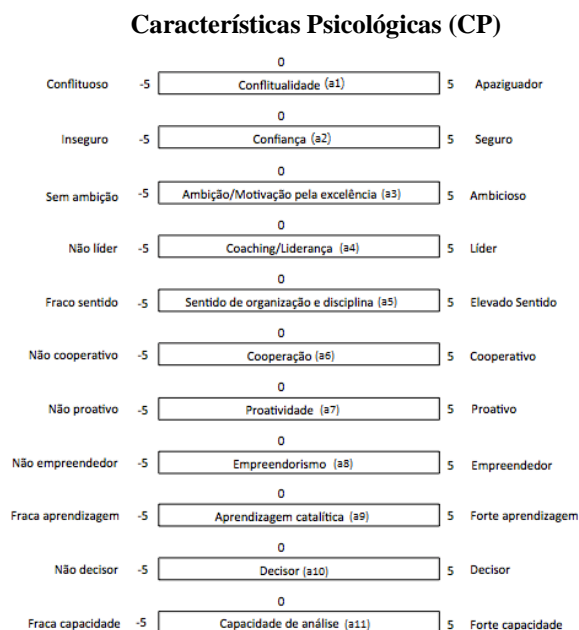 Características Psicológicas (CP)
0
Conflituoso -5 Conflitualidade (a1) 5 Apaziguador
0
Inseguro -5 Confiança (a2) 5 Seguro
0
Sem ambição -5 Ambição/Motivação pela excelência (a3) 5 Ambicioso
0
Não líder -5 Coaching/Liderança (a4) 5 Líder
0
Fraco sentido -5 Sentido de organização e disciplina (a5) 5 Elevado Sentido
0
Não cooperativo -5 Cooperação (a6) 5 Cooperativo
0
Não proativo -5 Proatividade (a7) 5 Proativo
0
Não empreendedor -5 Empreendorismo (a8) 5 Empreendedor
0
Fraca aprendizagem -5 Aprendizagem catalítica (a9) 5 Forte aprendizagem
0
Não decisor -5 Decisor (a10) 5 Decisor
0
Fraca capacidade -5 Capacidade de análise (a11) 5 Forte capacidade